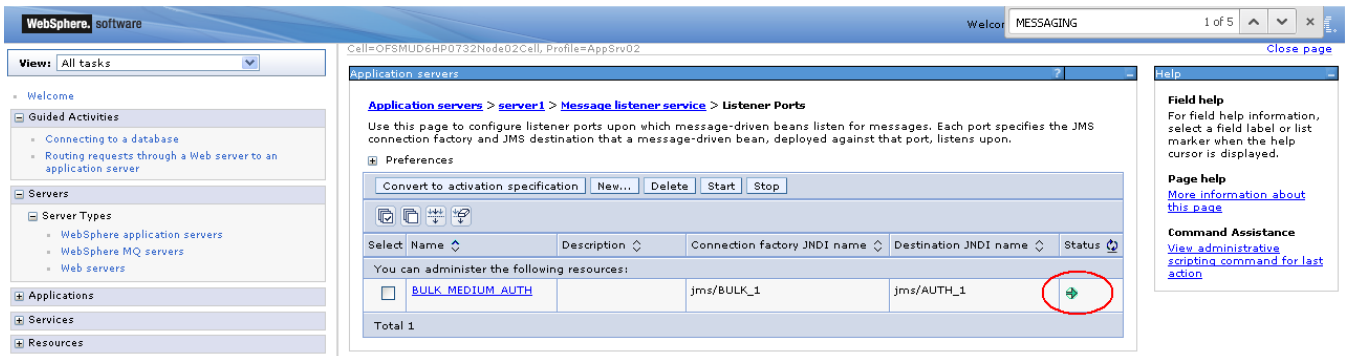 WebSphere. software
Welcor
MESSAGING
1 of 5
Cell=OFSMUD6HP0732Node02Cell, Profile=AppSrv02
Close page
View: All tasks
Welcome
Guided Activities
Connecting to a database
Routing requests through a Web server to an
application server
Servers
Server Types
WebSphere application servers
WebSphere MQ servers
Web servers
Applications
Services
Resources
Application servers
?
Application servers > server1 > Message listener service > Listener Ports
Use this page to configure listener ports upon which message-driven beans listen for messages. Each port specifies the JMS
connection factory and JMS destination that a message-driven bean, deployed against that port, listens upon.
Preferences
Convert to activation specification New... Delete Start Stop
Select Name Description Connection factory JNDI name Destination JNDI name Status
You can administer the following resources:
BULK MEDIUM AUTH jms/BULK_1 jms/AUTH_1
Total 1
Help
Field help
For field help information,
select a field label or list
marker when the help
cursor is displayed.
Page help
More information about
this page
Command Assistance
View administrative
scripting command for last
action